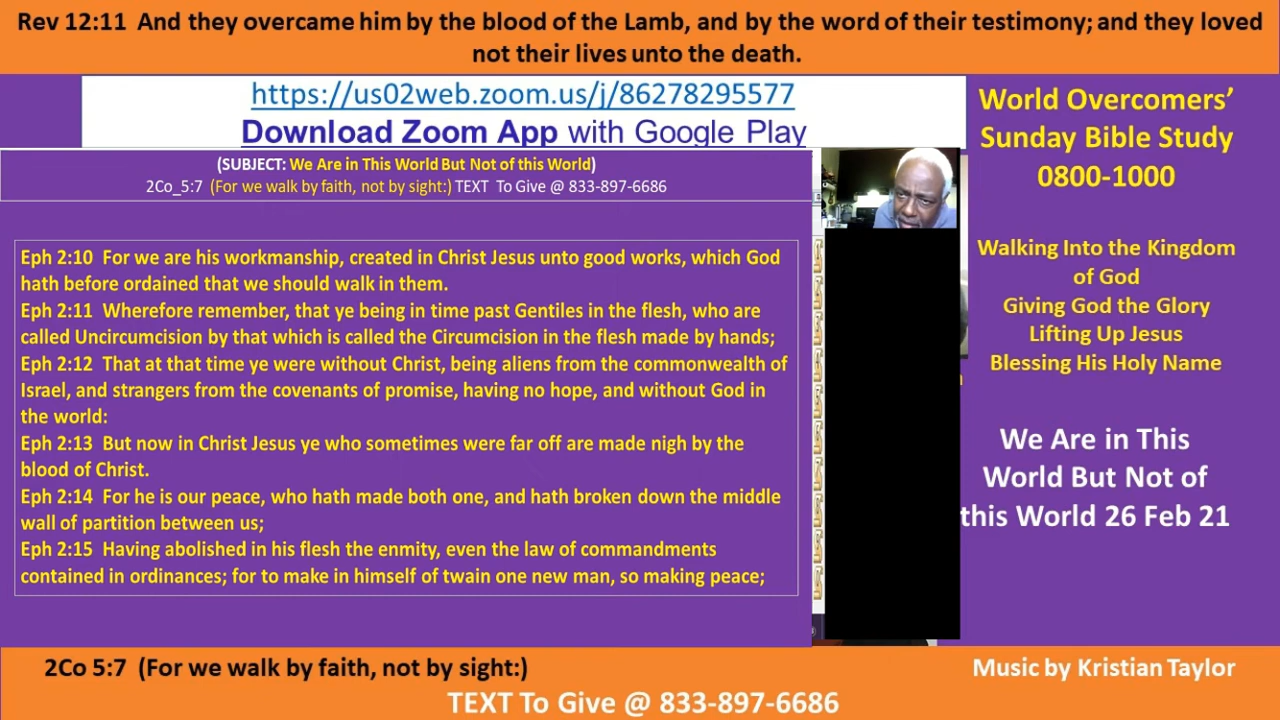 Rev 12:11 And they overcame him by the blood of the Lamb, and by the word of their testimony; and they loved
not their lives unto the death.
https://us02web.zoom.us/j/86278295577
Download Zoom App with Google Play
(SUBJECT: We Are in This World But Not of this World)
2Co_5:7 (For we walk by faith, not by sight:) TEXT To Give @ 833-897-6686
Eph 2:10 For we are his workmanship, created in Christ Jesus unto good works, which God
hath before ordained that we should walk in them.
Eph 2:11 Wherefore remember, that ye being in time past Gentiles in the flesh, who are
called Uncircumcision by that which is called the Circumcision in the flesh made by hands;
Eph 2:12 That at that time ye were without Christ, being aliens from the commonwealth of
Israel, and strangers from the covenants of promise, having no hope, and without God in
the world:
Eph 2:13 But now in Christ Jesus ye who sometimes were far off are made nigh by the
blood of Christ.
Eph 2:14 For he is our peace, who hath made both one, and hath broken down the middle
wall of partition between us;
Eph 2:15 Having abolished in his flesh the enmity, even the law of commandments
contained in ordinances; for to make in himself of twain one new man, so making peace;
World Overcomers’
Sunday Bible Study
0800-1000
Walking Into the Kingdom
of God
Giving God the Glory
Lifting Up Jesus
Blessing His Holy Name
We Are in This
World But Not of
this World 26 Feb 21
2Co 5:7 (For we walk by faith, not by sight:)
Music by Kristian Taylor
TEXT To Give @ 833-897-6686